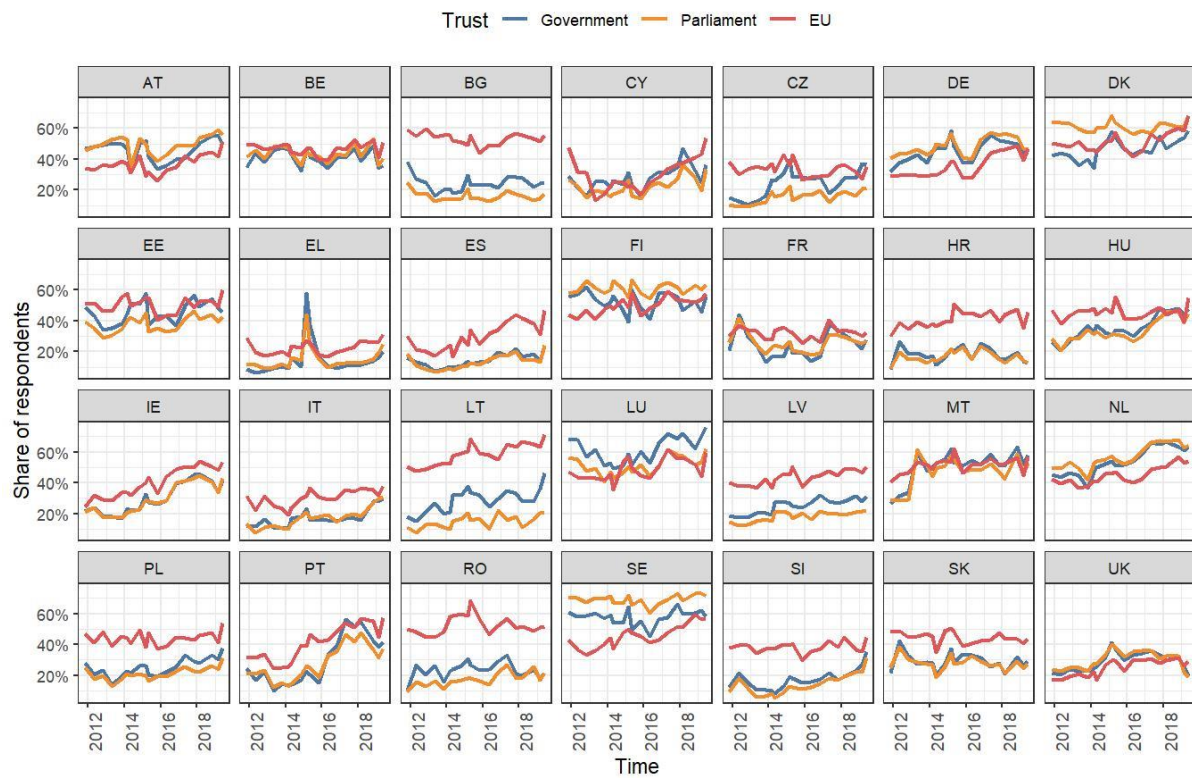 Trust Government Parliament EU
AT BE BG CY CZ DE DK
60%
40%
20%
EE EL ES FI FR HR HU
60%
40%
20%
IE IT LT LU LV MT NL
60%
40%
20%
PL PT RO SE SI SK UK
60%
40%
20%
Share of respondents
2012 2014 2016 2018 2012 2014 2016 2018 2012 2014 2016 2018 2012 2014 2016 2018 2012 2014 2016 2018 2012 2014 2016 2018 2012 2014 2016 2018
Time